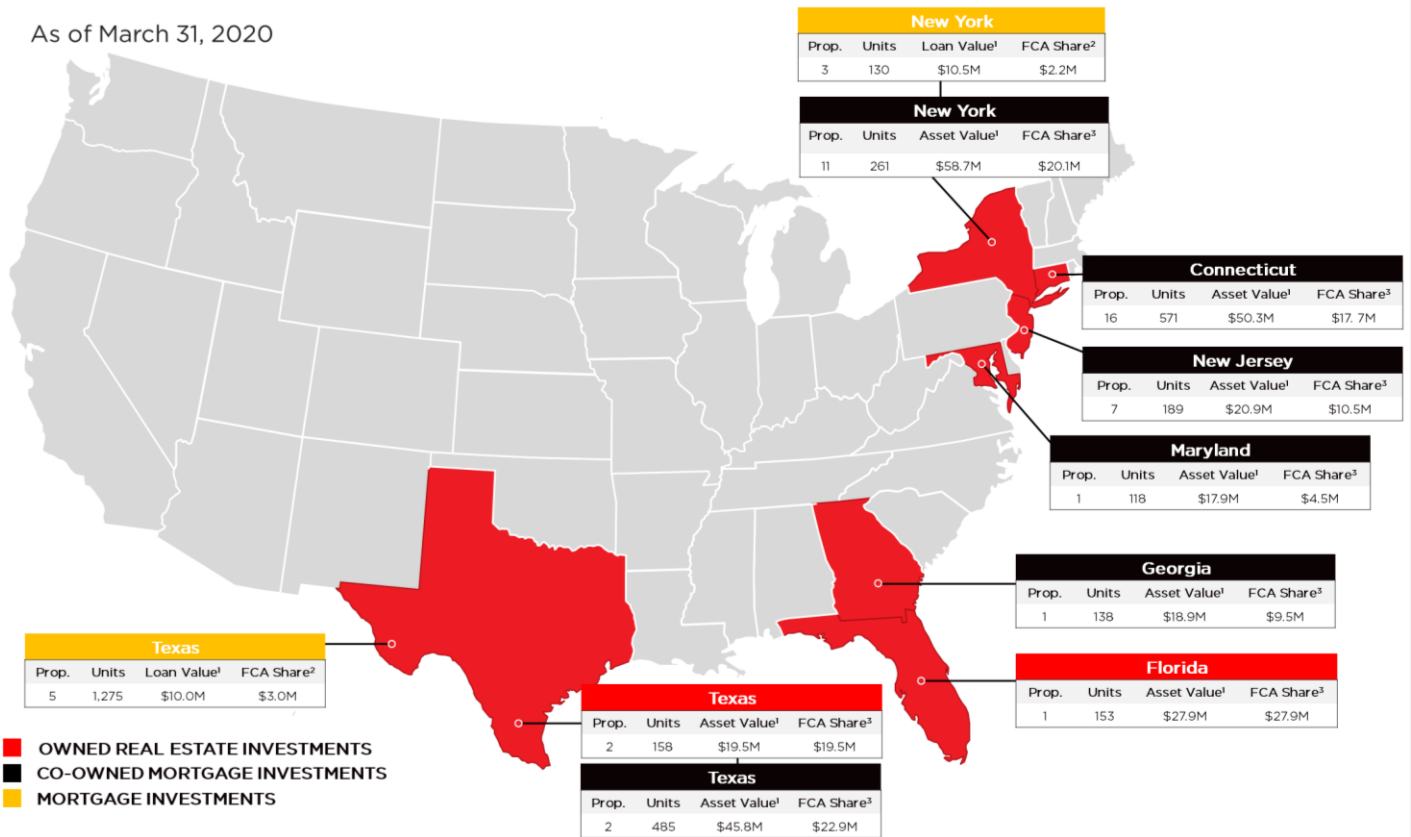 As of March 31, 2020
New York
Prop. Units Loan Value¹ FCA Share²
3 130 $10.5M $2.2M
New York
Prop. Units Asset Value¹ FCA Share³
11 261 $58.7M $20.1M
Connecticut
Prop. Units Asset Value¹ FCA Share³
16 571 $50.3M $17. 7M
New Jersey
Prop. Units Asset Value¹ FCA Share³
7 189 $20.9M $10.5M
Maryland
Prop. Units Asset Value¹ FCA Share³
1 118 $17.9M $4.5M
Georgia
Prop. Units Asset Value¹ FCA Share³
1 138 $18.9M $9.5M
Florida
Prop. Units Asset Value¹ FCA Share³
1 153 $27.9M $27.9M
Texas
Prop. Units Loan Value¹ FCA Share²
5 1,275 $10.0M $3.0M
Texas
Prop. Units Asset Value¹ FCA Share³
2 158 $19.5M $19.5M
Texas
Prop. Units Asset Value¹ FCA Share³
2 485 $45.8M $22.9M
OWNED REAL ESTATE INVESTMENTS
CO-OWNED MORTGAGE INVESTMENTS
MORTGAGE INVESTMENTS